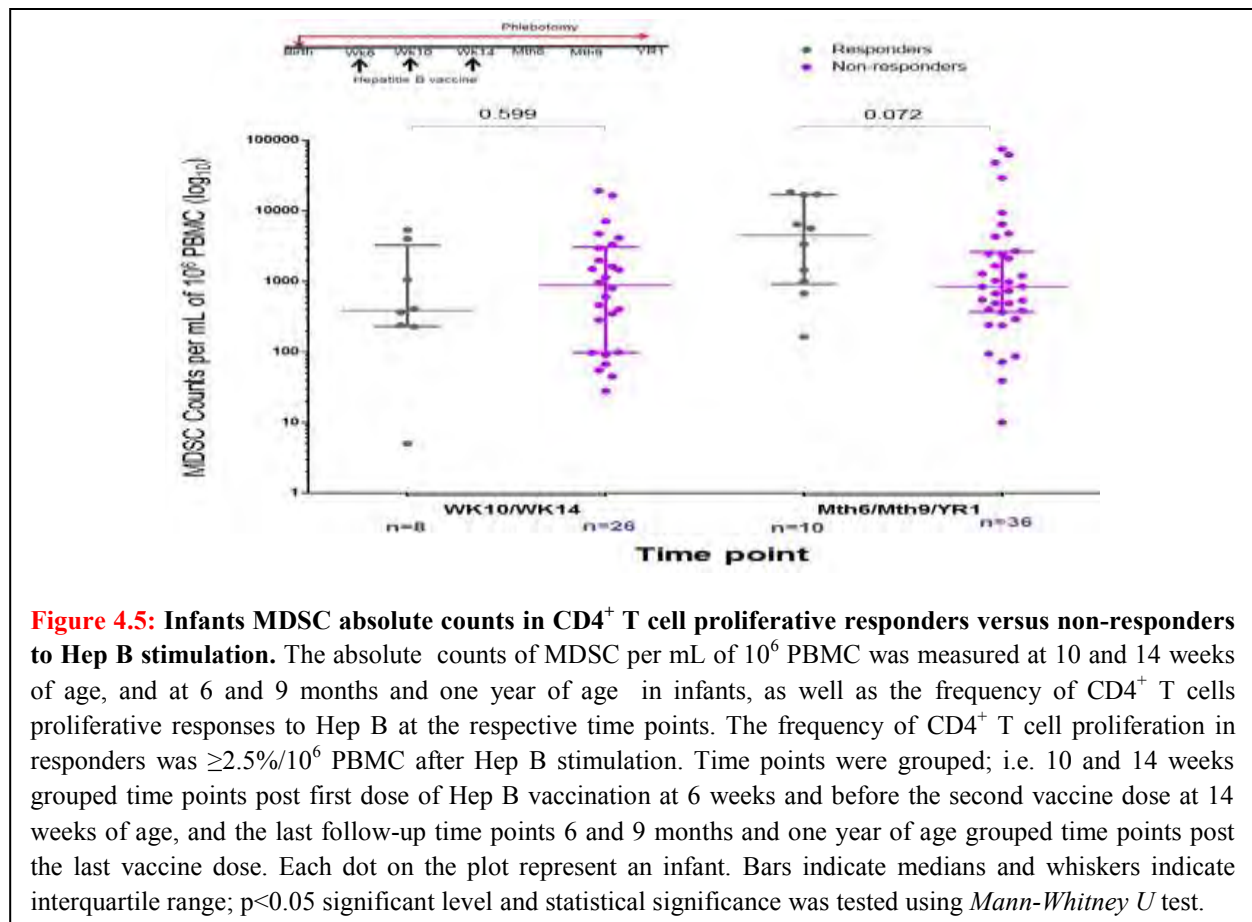 Phlebotomy
Birth Wk6 Wk10 Wk14 Mth6 Mth9 YR1
Hepatitis B vaccine
Responders
Non-responders
0.599 0.072
MDSC Counts per mL of 10⁶ PBMC (log₁₀)
100000
10000
1000
100
10
1
WK10/WK14 Mth6/Mth9/YR1
n=8 n=26 n=10 n=36
Time point
Figure 4.5: Infants MDSC absolute counts in CD4⁺ T cell proliferative responders versus non-responders
to Hep B stimulation. The absolute counts of MDSC per mL of 10⁶ PBMC was measured at 10 and 14 weeks
of age, and at 6 and 9 months and one year of age in infants, as well as the frequency of CD4⁺ T cells
proliferative responses to Hep B at the respective time points. The frequency of CD4⁺ T cell proliferation in
responders was ≥2.5%/10⁶ PBMC after Hep B stimulation. Time points were grouped; i.e. 10 and 14 weeks
grouped time points post first dose of Hep B vaccination at 6 weeks and before the second vaccine dose at 14
weeks of age, and the last follow-up time points 6 and 9 months and one year of age grouped time points post
the last vaccine dose. Each dot on the plot represent an infant. Bars indicate medians and whiskers indicate
interquartile range; p<0.05 significant level and statistical significance was tested using Mann-Whitney U test.